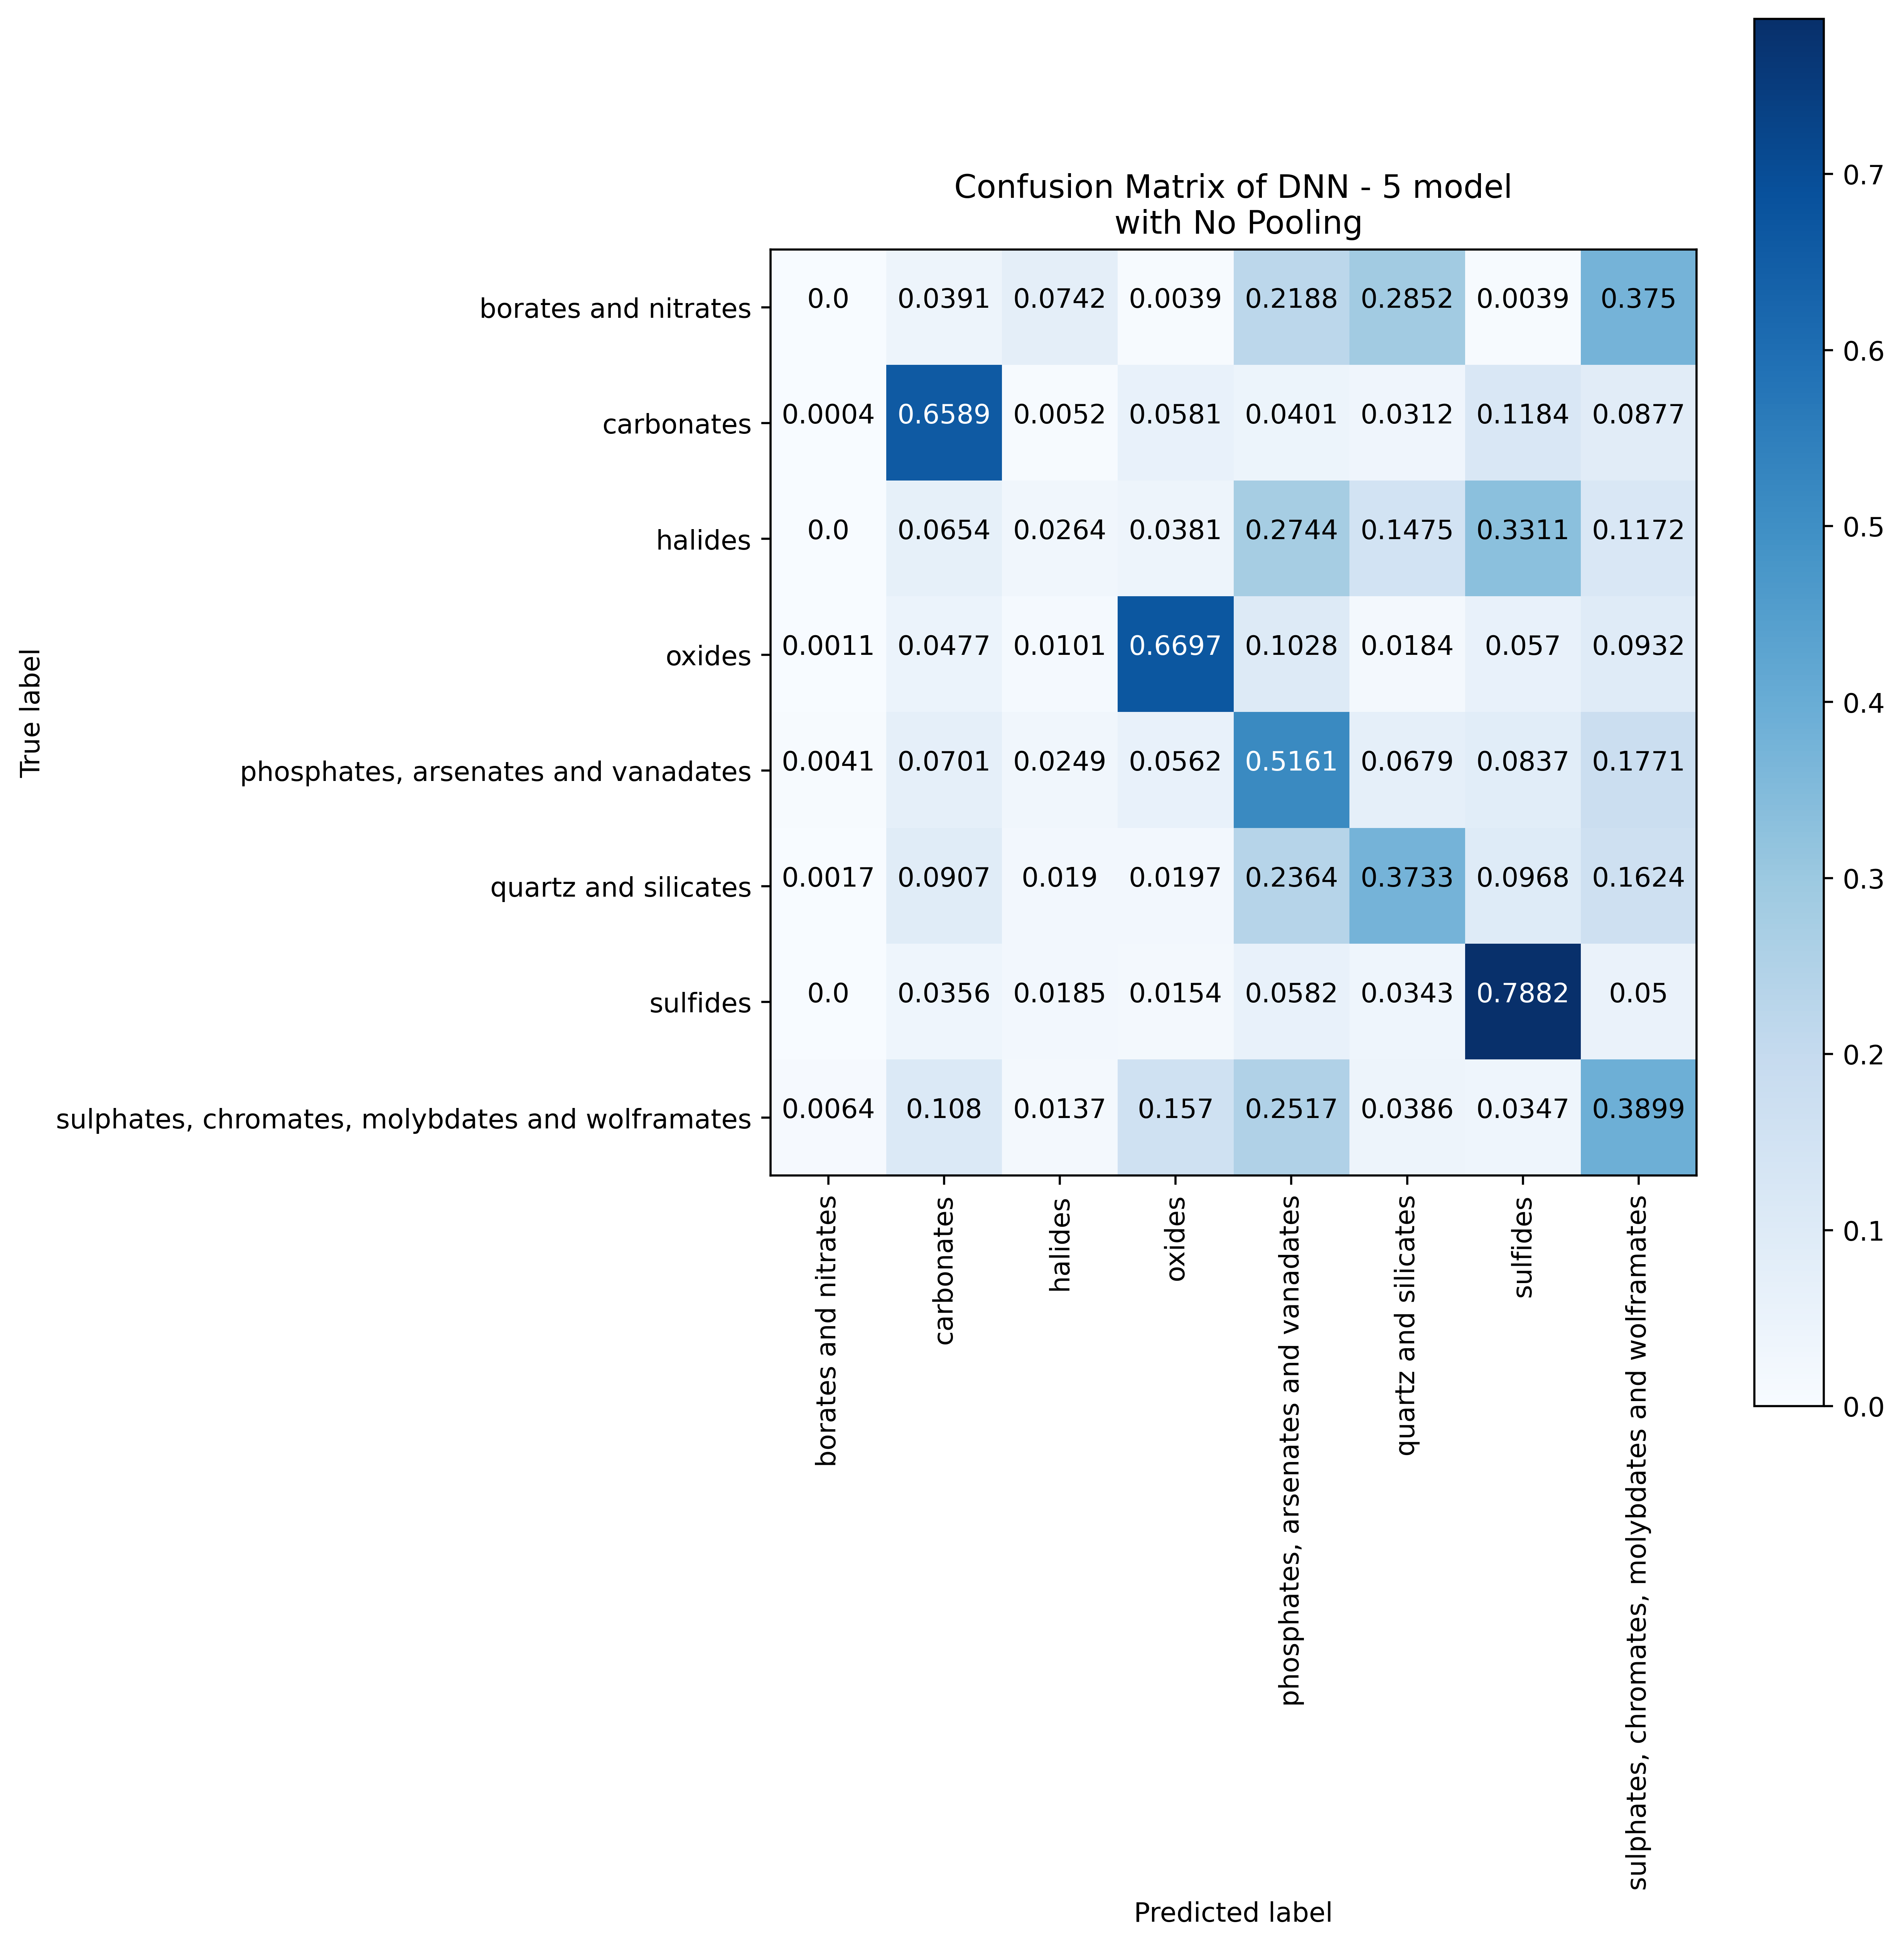 Confusion Matrix of DNN - 5 model
with No Pooling
borates and nitrates 0.0 0.0391 0.0742 0.0039 0.2188 0.2852 0.0039 0.375
carbonates 0.0004 0.6589 0.0052 0.0581 0.0401 0.0312 0.1184 0.0877
halides 0.0 0.0654 0.0264 0.0381 0.2744 0.1475 0.3311 0.1172
oxides 0.0011 0.0477 0.0101 0.6697 0.1028 0.0184 0.057 0.0932
phosphates, arsenates and vanadates 0.0041 0.0701 0.0249 0.0562 0.5161 0.0679 0.0837 0.1771
quartz and silicates 0.0017 0.0907 0.019 0.0197 0.2364 0.3733 0.0968 0.1624
sulfides 0.0 0.0356 0.0185 0.0154 0.0582 0.0343 0.7882 0.05
sulphates, chromates, molybdates and wolframates 0.0064 0.108 0.0137 0.157 0.2517 0.0386 0.0347 0.3899
True label
borates and nitrates
carbonates
halides
oxides
phosphates, arsenates and vanadates
quartz and silicates
sulfides
sulphates, chromates, molybdates and wolframates
Predicted label
0.7
0.6
0.5
0.4
0.3
0.2
0.1
0.0